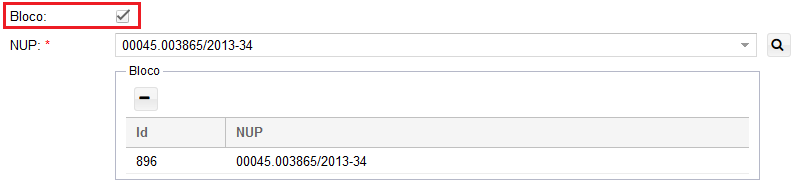 Bloco:
NUP: * 00045.003865/2013-34
Bloco
Id NUP
896 00045.003865/2013-34